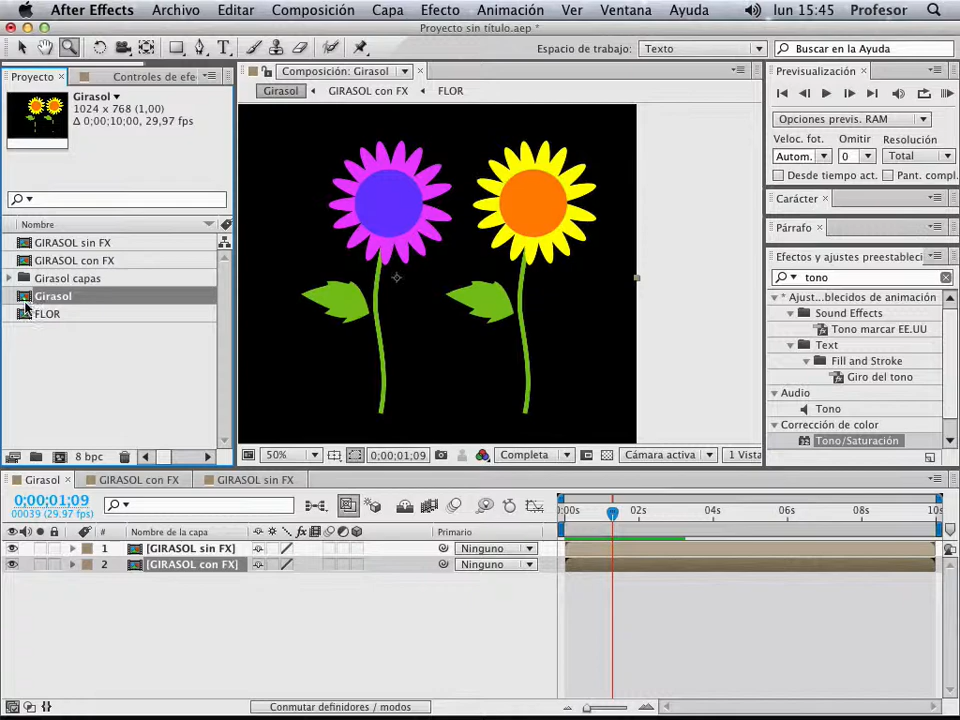 After Effects Archivo Editar Composición Capa Efecto Animación Ver Ventana Ayuda lun 15:45 Profesor
Proyecto sin título.aep *
Espacio de trabajo: Texto
Buscar en la Ayuda
Proyecto
Controles de efe
Girasol
1024 x 768 (1,00)
Δ 0;00;10;00, 29,97 fps
Nombre
GIRASOL sin FX
GIRASOL con FX
Girasol capas
Girasol
FLOR
8 bpc
Composición: Girasol
Girasol GIRASOL con FX FLOR
50% 0;00;01;09 Completa Cámara activa 1 Vista
Previsualización
Opciones previs. RAM
Veloc. fot. Omitir Resolución
Autom. 0 Total
Desde tiempo act. Pant. compl.
Carácter
Párrafo
Efectos y ajustes preestableci
tono
* Ajust...blecidos de animación
Sound Effects
Tono marcar EE.UU
Text
Fill and Stroke
Giro del tono
Audio
Tono
Corrección de color
Tono/Saturación
Girasol GIRASOL con FX GIRASOL sin FX
0;00;01;09
00039 (29.97 fps)
:00s 02s 04s 06s 08s 10s
# Nombre de la capa Primario
1 [GIRASOL sin FX] Ninguno
2 [GIRASOL con FX] Ninguno
Conmutar definidores / modos